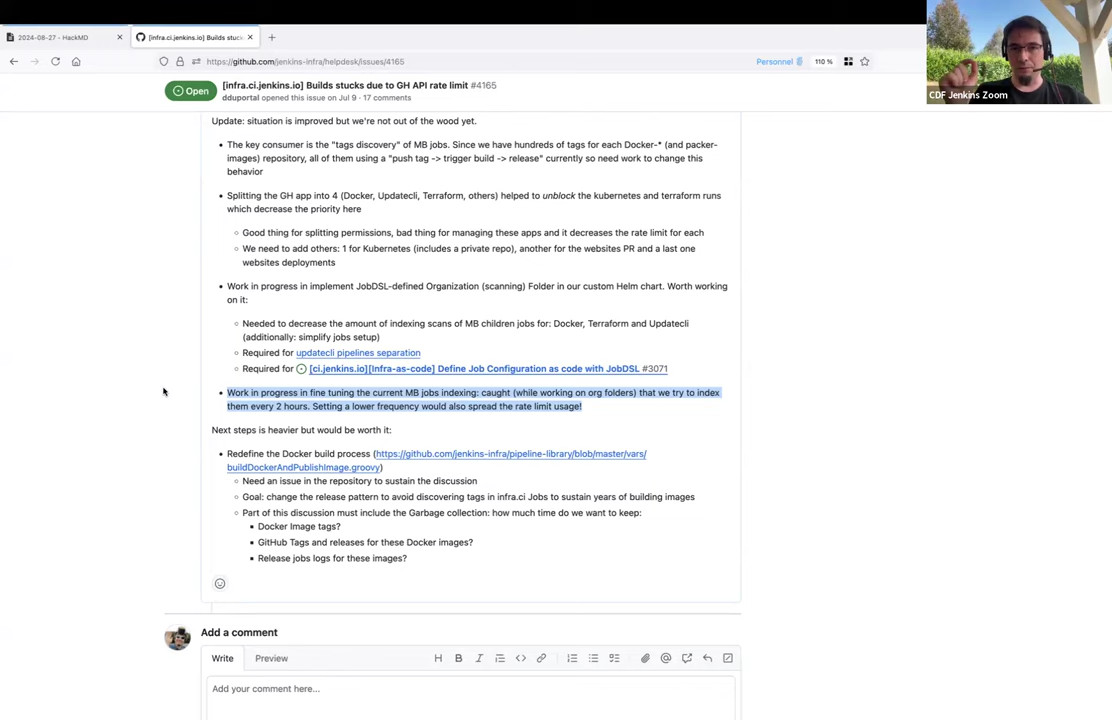 2024-08-27 - HackMD
[infra.ci.jenkins.io] Builds stuck
https://github.com/jenkins-infra/helpdesk/issues/4165
Personnel
110 %
CDF Jenkins Zoom
Open
[infra.ci.jenkins.io] Builds stucks due to GH API rate limit #4165
dduportal opened this issue on Jul 9 · 17 comments
Update: situation is improved but we're not out of the wood yet.
The key consumer is the "tags discovery" of MB jobs. Since we have hundreds of tags for each Docker-* (and packer-
images) repository, all of them using a "push tag -> trigger build -> release" currently so need work to change this
behavior
Splitting the GH app into 4 (Docker, Updatecli, Terraform, others) helped to unblock the kubernetes and terraform runs
which decrease the priority here
Good thing for splitting permissions, bad thing for managing these apps and it decreases the rate limit for each
We need to add others: 1 for Kubernetes (includes a private repo), another for the websites PR and a last one
websites deployments
Work in progress in implement JobDSL-defined Organization (scanning) Folder in our custom Helm chart. Worth working
on it:
Needed to decrease the amount of indexing scans of MB children jobs for: Docker, Terraform and Updatecli
(additionally: simplify jobs setup)
Required for updatecli pipelines separation
Required for [ci.jenkins.io][Infra-as-code] Define Job Configuration as code with JobDSL #3071
Work in progress in fine tuning the current MB jobs indexing: caught (while working on org folders) that we try to index
them every 2 hours. Setting a lower frequency would also spread the rate limit usage!
Next steps is heavier but would be worth it:
Redefine the Docker build process (https://github.com/jenkins-infra/pipeline-library/blob/master/vars/
buildDockerAndPublishImage.groovy)
Need an issue in the repository to sustain the discussion
Goal: change the release pattern to avoid discovering tags in infra.ci Jobs to sustain years of building images
Part of this discussion must include the Garbage collection: how much time do we want to keep:
Docker Image tags?
GitHub Tags and releases for these Docker images?
Release jobs logs for these images?
Add a comment
Write
Preview
Add your comment here...